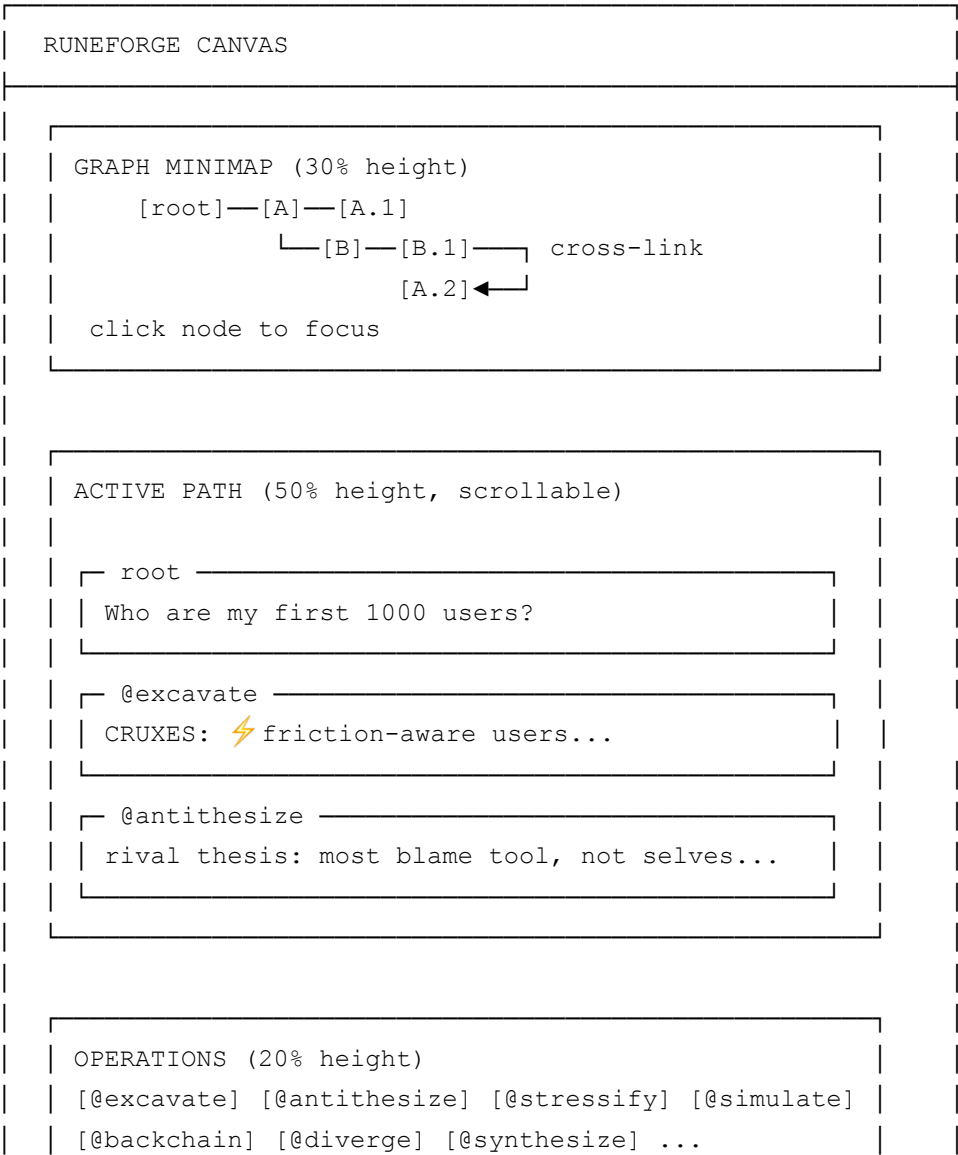 RUNEFORGE CANVAS
GRAPH MINIMAP (30% height)
[root]──[A]──[A.1]
└──[B]──[B.1]───┐ cross-link
[A.2]◄──┘
click node to focus
ACTIVE PATH (50% height, scrollable)
root
Who are my first 1000 users?
@excavate
CRUXES: ⚡friction-aware users...
@antithesize
rival thesis: most blame tool, not selves...
OPERATIONS (20% height)
[@excavate] [@antithesize] [@stressify] [@simulate]
[@backchain] [@diverge] [@synthesize] ...